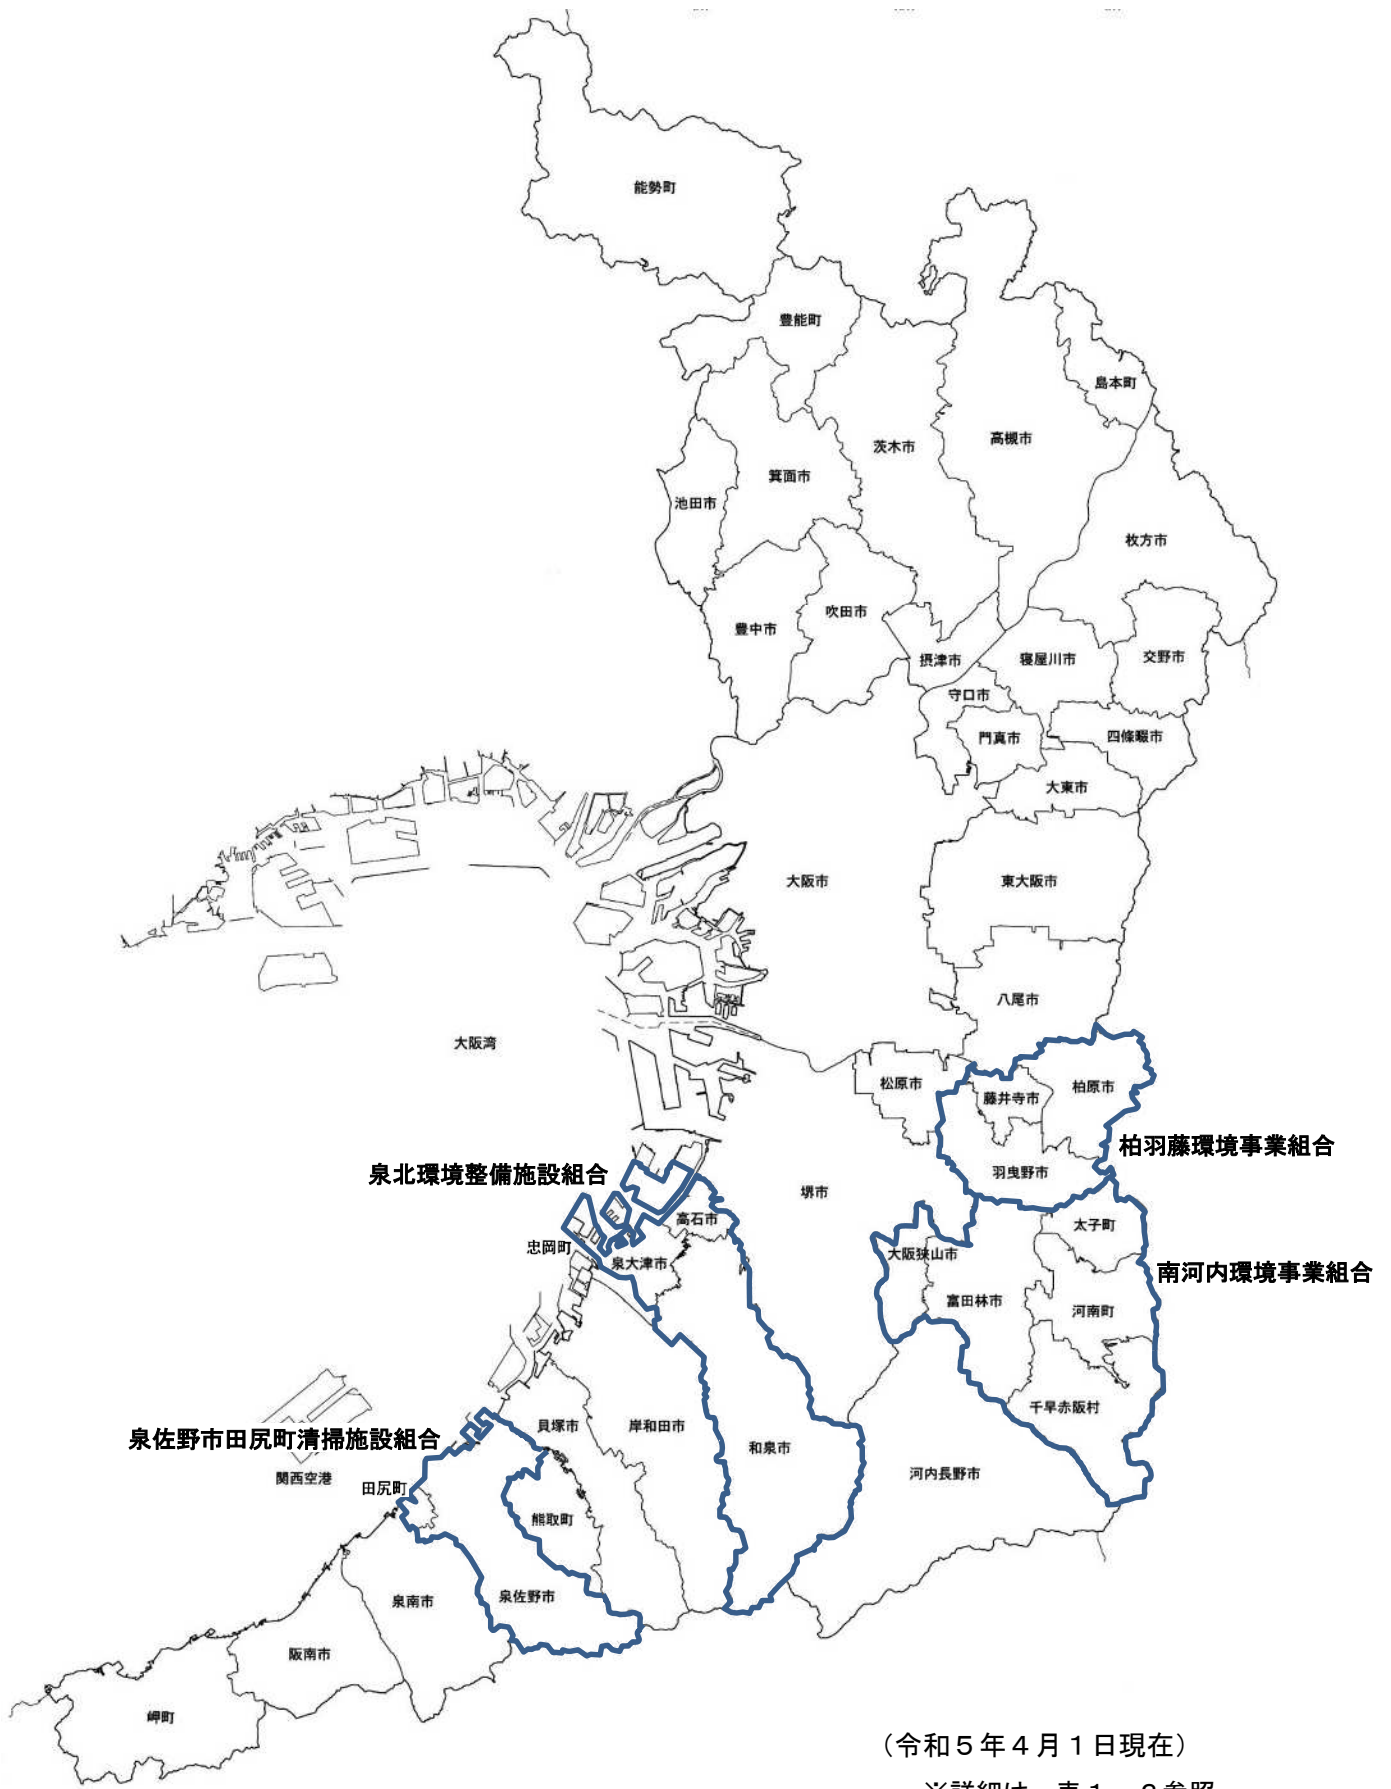 能勢町
豊能町
島本町
高槻市
茨木市
箕面市
池田市
枚方市
吹田市
豊中市
摂津市
寝屋川市
交野市
守口市
門真市
四條畷市
大東市
大阪市
東大阪市
八尾市
大阪湾
松原市
藤井寺市
柏原市
柏羽藤環境事業組合
泉北環境整備施設組合
羽曳野市
堺市
高石市
太子町
忠岡町
泉大津市
大阪狭山市
南河内環境事業組合
富田林市
河南町
千早赤阪村
貝塚市
岸和田市
和泉市
泉佐野市田尻町清掃施設組合
関西空港
田尻町
河内長野市
熊取町
泉佐野市
泉南市
阪南市
岬町
(令和5年4月1日現在)